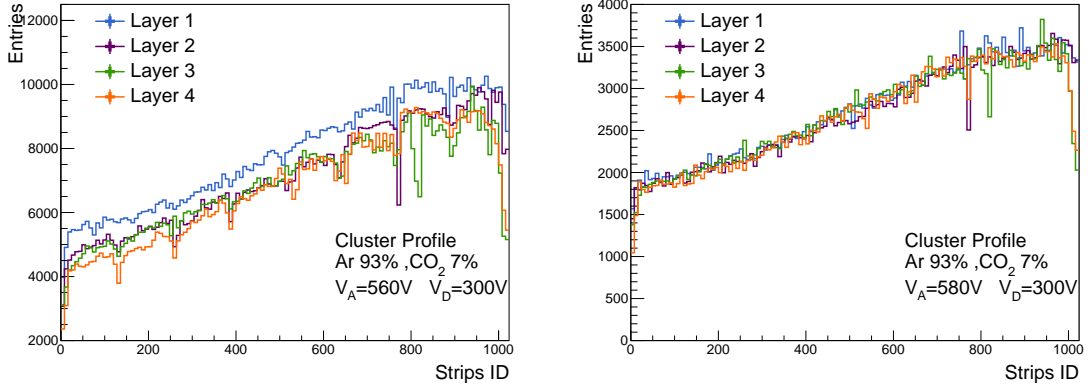 Entries
12000
10000
8000
6000
4000
2000
Layer 1
Layer 2
Layer 3
Layer 4
Cluster Profile
Ar 93% ,CO2 7%
VA=560V VD=300V
0 200 400 600 800 1000
Strips ID
Entries
4000
3500
3000
2500
2000
1500
1000
500
0
Layer 1
Layer 2
Layer 3
Layer 4
Cluster Profile
Ar 93% ,CO2 7%
VA=580V VD=300V
0 200 400 600 800 1000
Strips ID